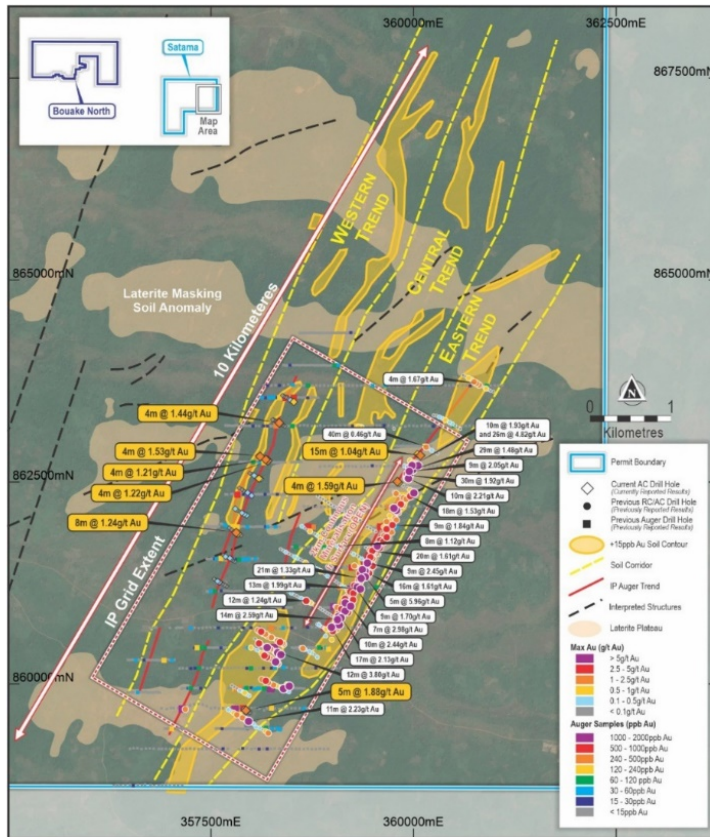 360000mE
362500mE
Satama
Bouake North
Map
Area
867500mN
867500mN
WESTERN
TREND
CENTRAL
TREND
EASTERN
TREND
865000mN
865000mN
Laterite Masking
Soil Anomaly
10 Kilometeres
4m @ 1.67g/t Au
4m @ 1.44g/t Au
40m @ 0.46g/t Au
10m @ 1.93g/t Au
and 26m @ 4.82g/t Au
4m @ 1.53g/t Au
15m @ 1.04g/t Au
29m @ 1.48g/t Au
4m @ 1.21g/t Au
9m @ 2.05g/t Au
862500mN
4m @ 1.22g/t Au
4m @ 1.59g/t Au
30m @ 1.92g/t Au
10m @ 2.21g/t Au
8m @ 1.24g/t Au
18m @ 1.53g/t Au
9m @ 1.84g/t Au
8m @ 1.12g/t Au
20m @ 1.61g/t Au
21m @ 1.33g/t Au
9m @ 2.45g/t Au
13m @ 1.99g/t Au
16m @ 1.61g/t Au
12m @ 1.24g/t Au
5m @ 5.96g/t Au
14m @ 2.59g/t Au
9m @ 1.70g/t Au
7m @ 2.98g/t Au
10m @ 2.44g/t Au
17m @ 2.13g/t Au
12m @ 3.80g/t Au
5m @ 1.88g/t Au
11m @ 2.23g/t Au
IP Grid Extent
860000mN
357500mE
360000mE
N
0 1
Kilometres
LEGEND
Permit Boundary
Current AC Drill Hole
(Currently Reported Results)
Previous RC/AC Drill Hole
(Previously Reported Results)
Previous Auger Drill Hole
(Previously Reported Results)
+15ppb Au Soil Contour
Soil Corridor
IP Auger Trend
Interpreted Structures
Laterite Plateau
Max Au (g/t Au)
> 5g/t Au
2.5 - 5g/t Au
1 - 2.5g/t Au
0.5 - 1g/t Au
0.1 - 0.5g/t Au
< 0.1g/t Au
Auger Samples (ppb Au)
1000 - 2000ppb Au
500 - 1000ppb Au
240 - 500ppb Au
120 - 240ppb Au
60 - 120 ppb Au
30 - 60ppb Au
15 - 30ppb Au
< 15ppb Au